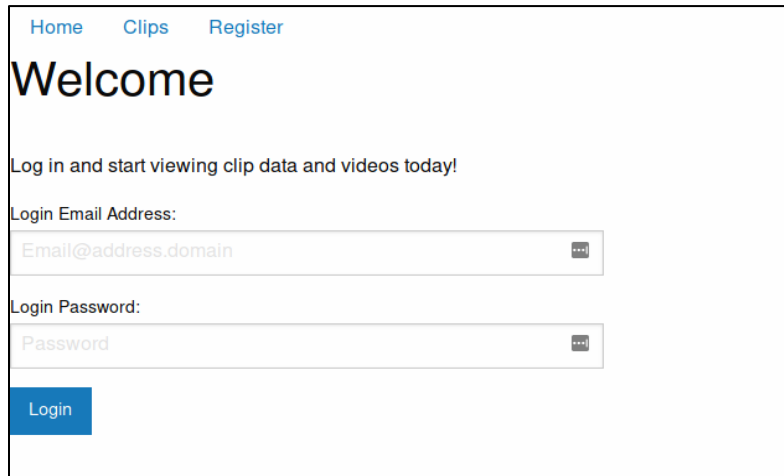 Home Clips Register
Welcome
Log in and start viewing clip data and videos today!
Login Email Address:
Email@address.domain
Login Password:
Password
Login